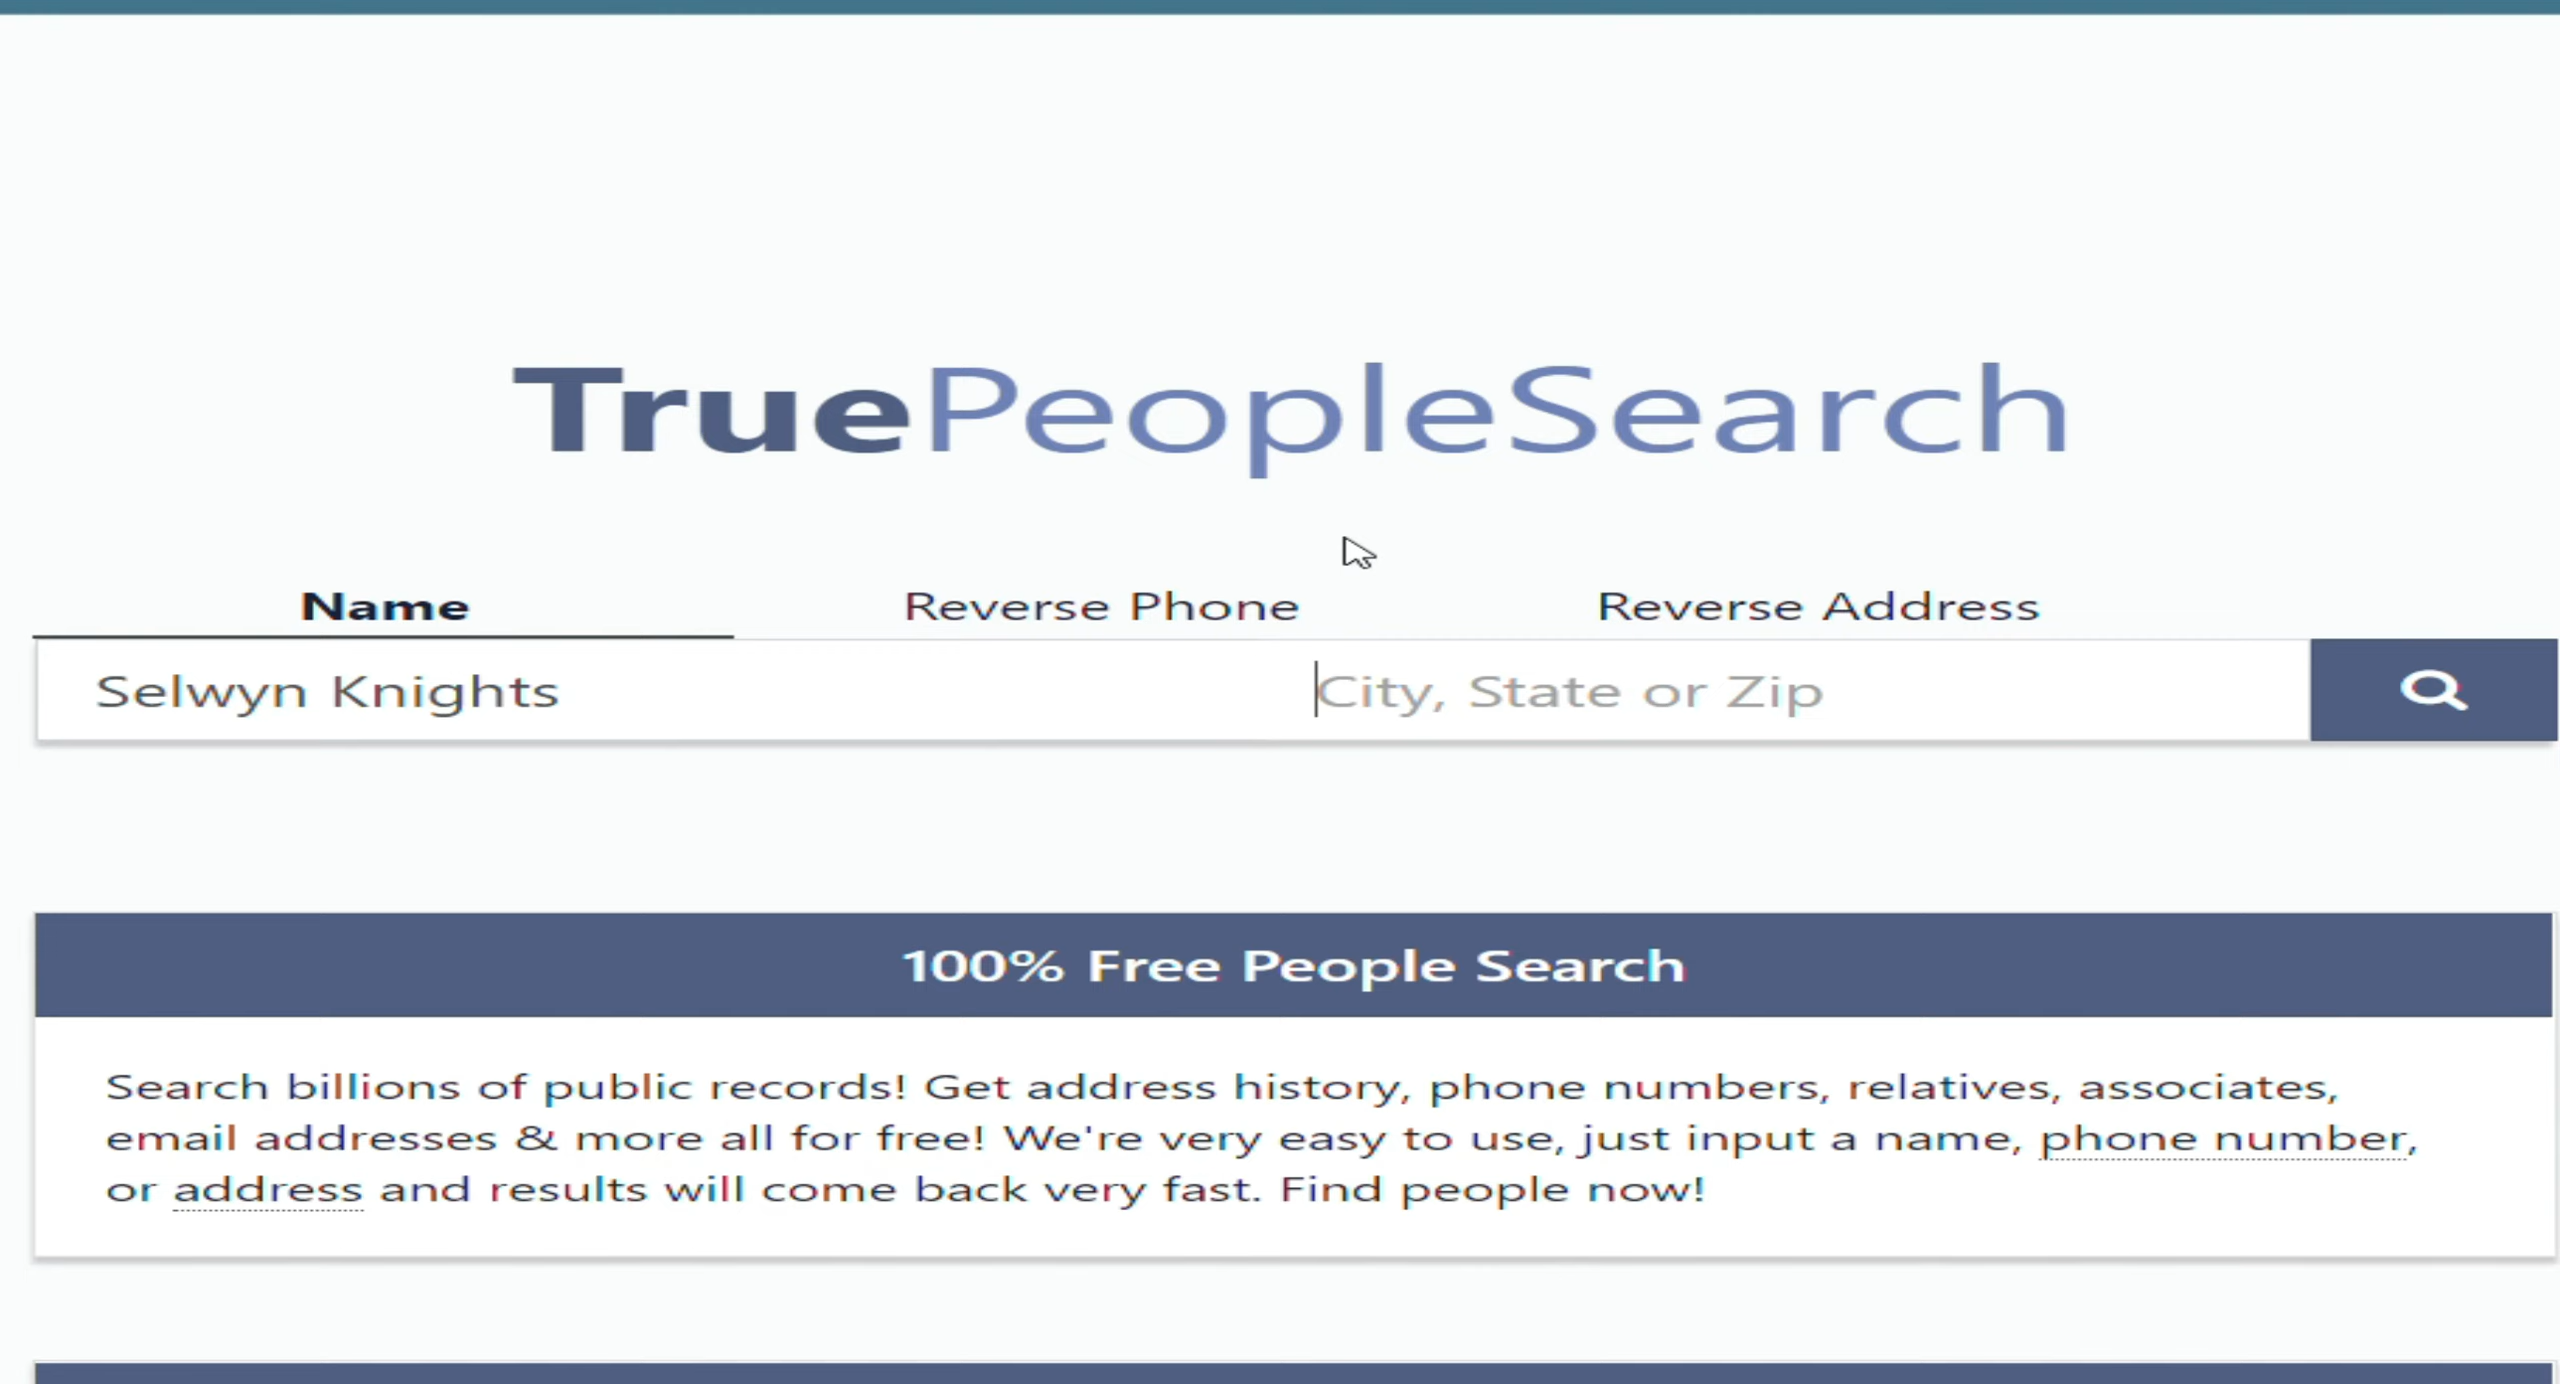 TruePeopleSearch
Name Reverse Phone Reverse Address
Selwyn Knights City, State or Zip
100% Free People Search
Search billions of public records! Get address history, phone numbers, relatives, associates,
email addresses & more all for free! We're very easy to use, just input a name, phone number,
or address and results will come back very fast. Find people now!